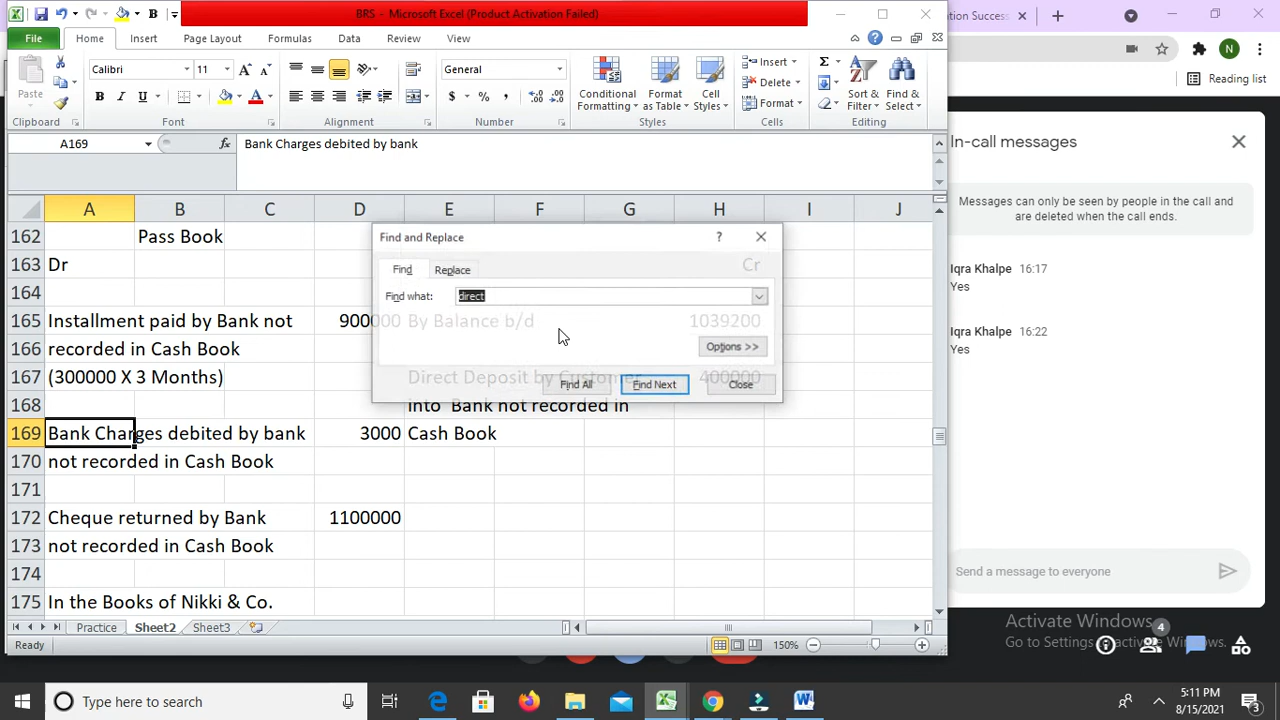 BRS - Microsoft Excel (Product Activation Failed)
ation Success
File Home Insert Page Layout Formulas Data Review View
N
Reading list
Paste
Clipboard
Calibri 11
B I U
Font
Alignment
General
$ % ,
Number
Conditional Formatting
Format as Table
Cell Styles
Styles
Insert
Delete
Format
Cells
Sort & Filter
Find & Select
Editing
A169 fx Bank Charges debited by bank
A B C D E F G H I J
162 Pass Book
163 Dr Cr
164
165 Installment paid by Bank not 900000 By Balance b/d 1039200
166 recorded in Cash Book
167 (300000 X 3 Months) Direct Deposit by Customer 400000
168 into Bank not recorded in
169 Bank Charges debited by bank 3000 Cash Book
170 not recorded in Cash Book
171
172 Cheque returned by Bank 1100000
173 not recorded in Cash Book
174
175 In the Books of Nikki & Co.
Find and Replace ?
Find Replace
Find what: direct
Options >>
Find All Find Next Close
Practice Sheet2 Sheet3
Ready 150%
In-call messages
Messages can only be seen by people in the call and
are deleted when the call ends.
Iqra Khalpe 16:17
Yes
Iqra Khalpe 16:22
Yes
Send a message to everyone
Activate Windows
Go to Settings to activate Windows.
4
Type here to search
5:11 PM
8/15/2021
3